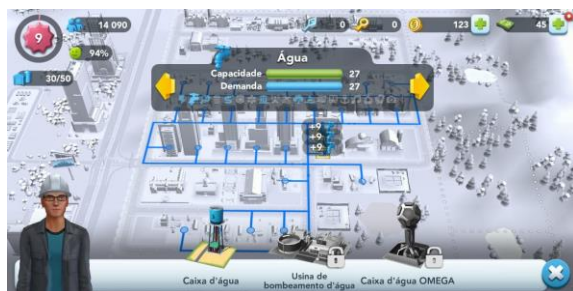 9
14 090
94%
30/50
0
0
123
45
Água
Capacidade 27
Demanda 27
+9
+9
+9
Caixa d'água
Usina de
bombeamento d'água
Caixa d'água OMEGA